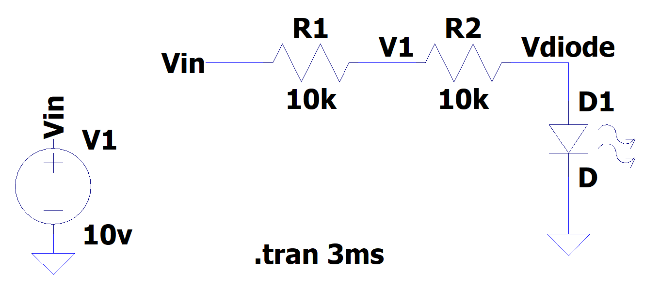 R1
V1
R2
Vin
Vdiode
10k
10k
D1
Vin
V1
D
10v
.tran 3ms